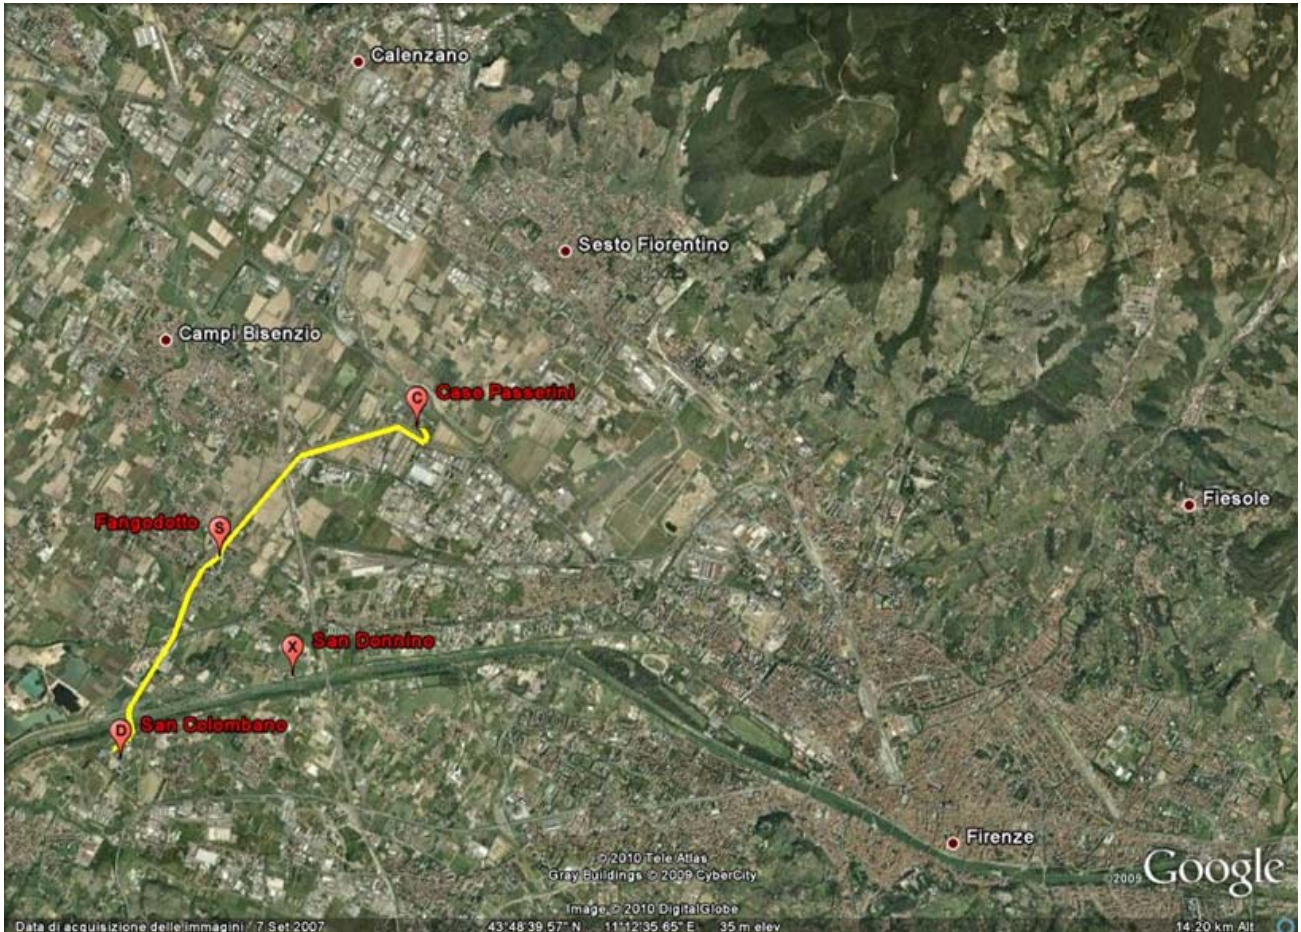 Calenzano
Sesto Fiorentino
Campi Bisenzio
C
Case Passerini
Fiesole
Fangodotto
S
X
San Donnino
D
San Colombano
Firenze
© 2010 Tele Atlas
Gray Buildings © 2009 CyberCity
©2009
Google
Image © 2010 DigitalGlobe
Data di acquisizione delle immagini 7 Set 2007
43°48'39.57" N 11°12'35.65" E 35 m elev
14.20 km Alt